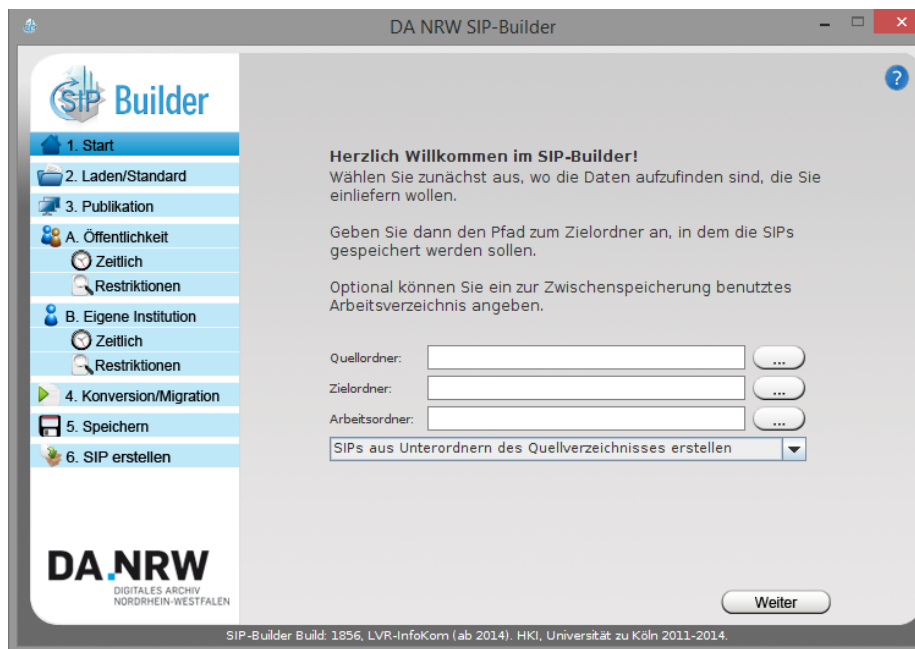 DA NRW SIP-Builder
SIP Builder
1. Start
2. Laden/Standard
3. Publikation
A. Öffentlichkeit
Zeitlich
Restriktionen
B. Eigene Institution
Zeitlich
Restriktionen
4. Konversion/Migration
5. Speichern
6. SIP erstellen
DA.NRW
DIGITALES ARCHIV
NORDRHEIN-WESTFALEN
?
Herzlich Willkommen im SIP-Builder!
Wählen Sie zunächst aus, wo die Daten aufzufinden sind, die Sie
einliefern wollen.
Geben Sie dann den Pfad zum Zielordner an, in dem die SIPs
gespeichert werden sollen.
Optional können Sie ein zur Zwischenspeicherung benutztes
Arbeitsverzeichnis angeben.
Quellordner: ...
Zielordner: ...
Arbeitsordner: ...
SIPs aus Unterordnern des Quellverzeichnisses erstellen
Weiter
SIP-Builder Build: 1856, LVR-InfoKom (ab 2014). HKI, Universität zu Köln 2011-2014.